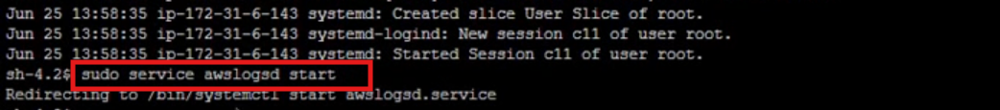 Jun 25 13:58:35 ip-172-31-6-143 systemd: Created slice User Slice of root.
Jun 25 13:58:35 ip-172-31-6-143 systemd-logind: New session c11 of user root.
Jun 25 13:58:35 ip-172-31-6-143 systemd: Started Session c11 of user root.
sh-4.2$ sudo service awslogsd start
Redirecting to /bin/systemctl start awslogsd.service